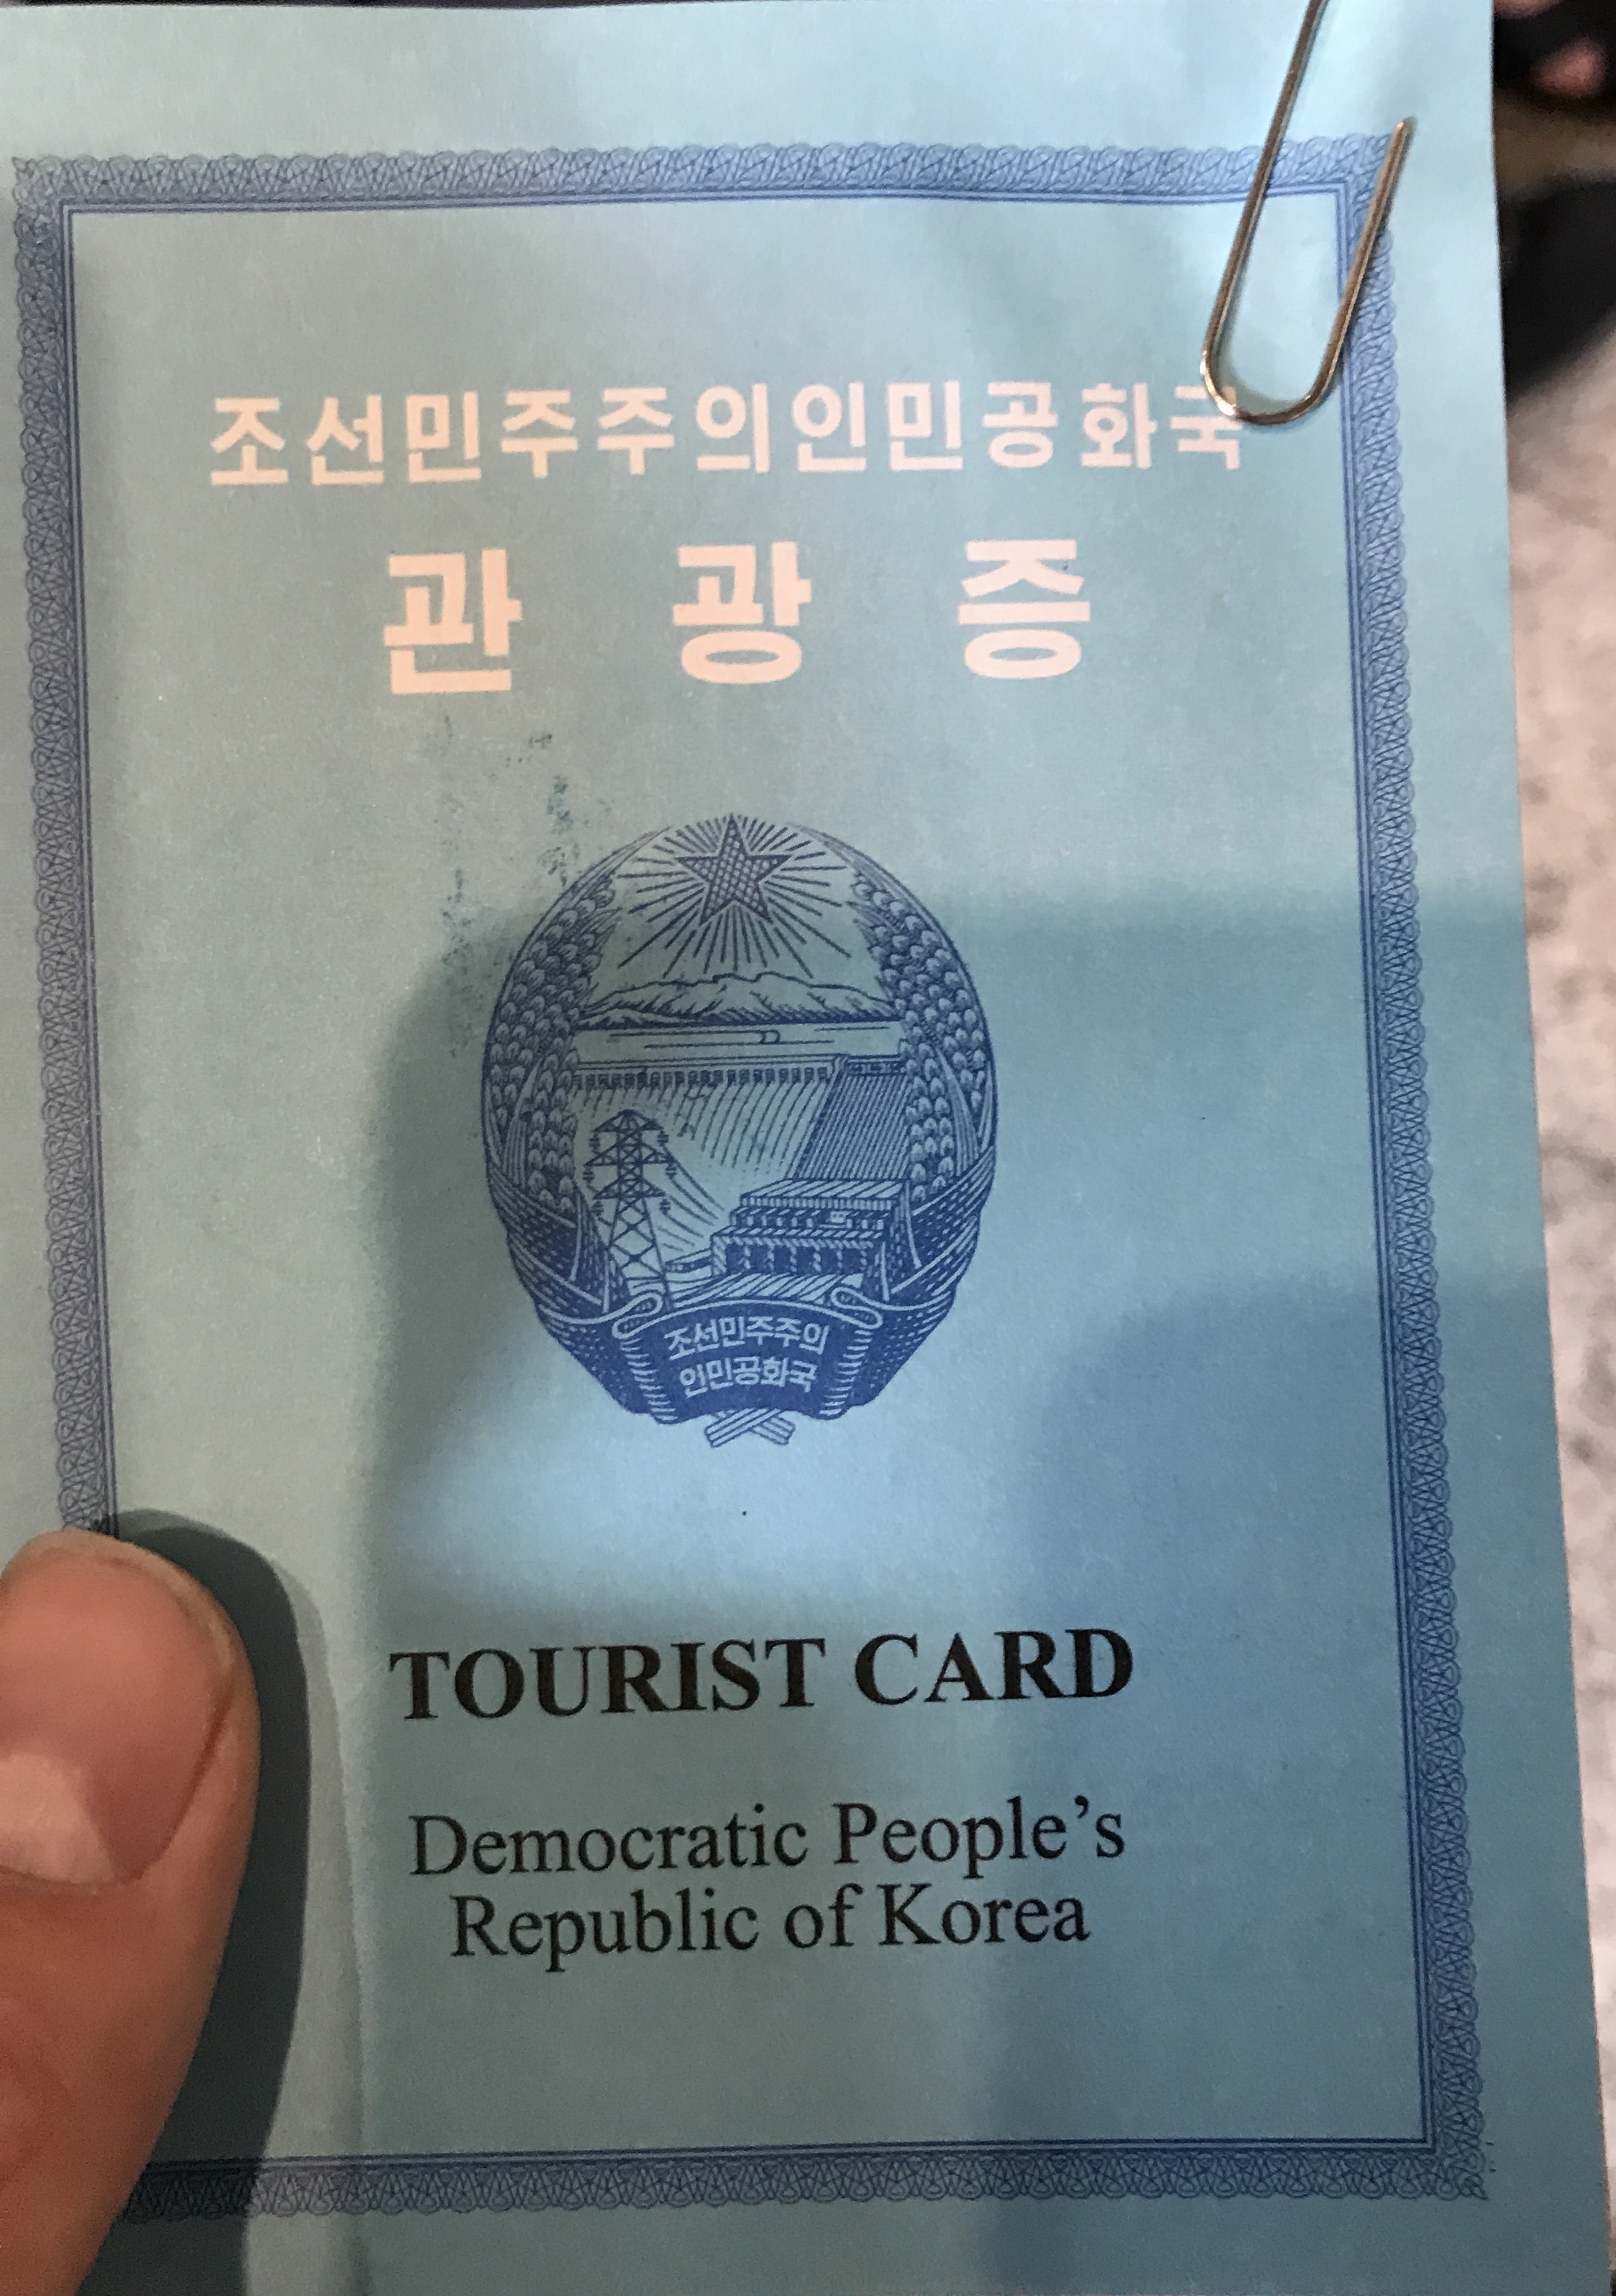 조선민주주의인민공화국
관 광 증
조선민주주의
인민공화국
TOURIST CARD
Democratic People's
Republic of Korea